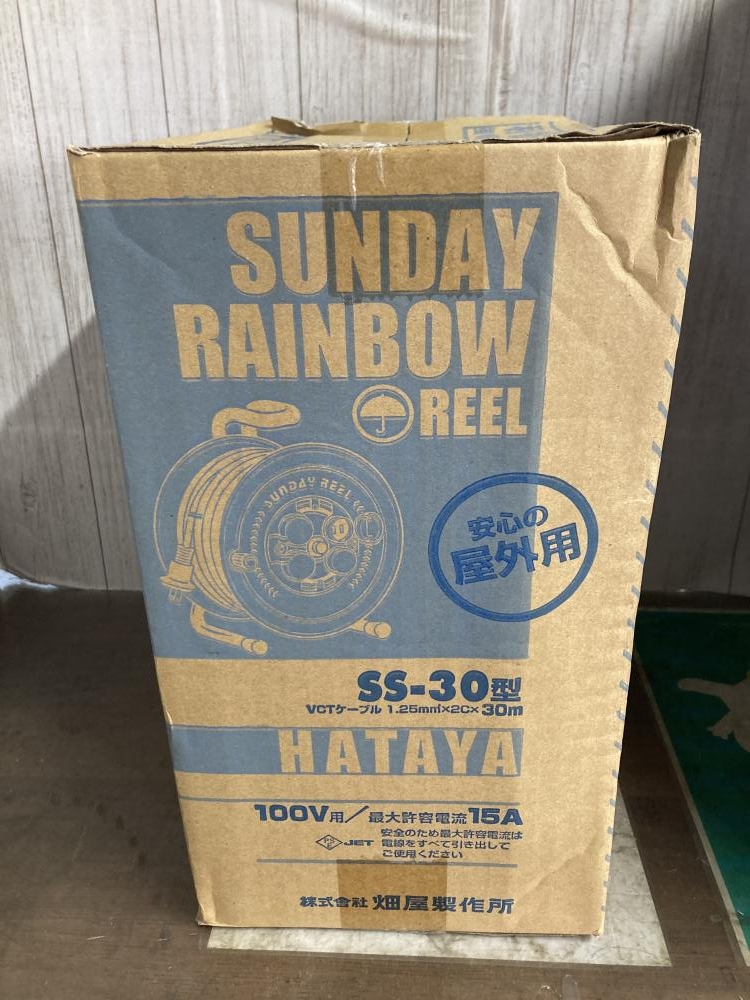 SUNDAY
RAINBOW
REEL
SUNDAY REEL
安心の
屋外用
SS-30型
VCTケーブル 1.25mm²×2C×30m
HATAYA
100V用/最大許容電流15A
PSE JET 安全のため最大許容電流は
電線をすべて引き出して
ご使用ください
株式会社 畑屋製作所